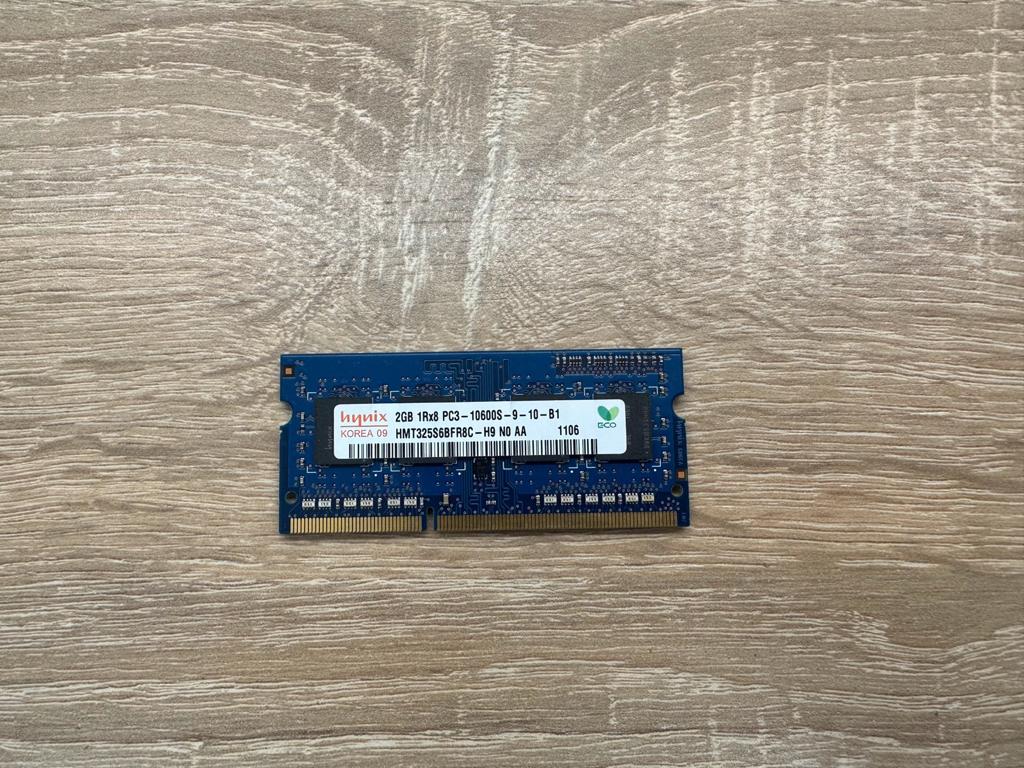 hynix 2GB 1Rx8 PC3-10600S-9-10-B1
KOREA 09 HMT325S6BFR8C-H9 N0 AA 1106
ECO